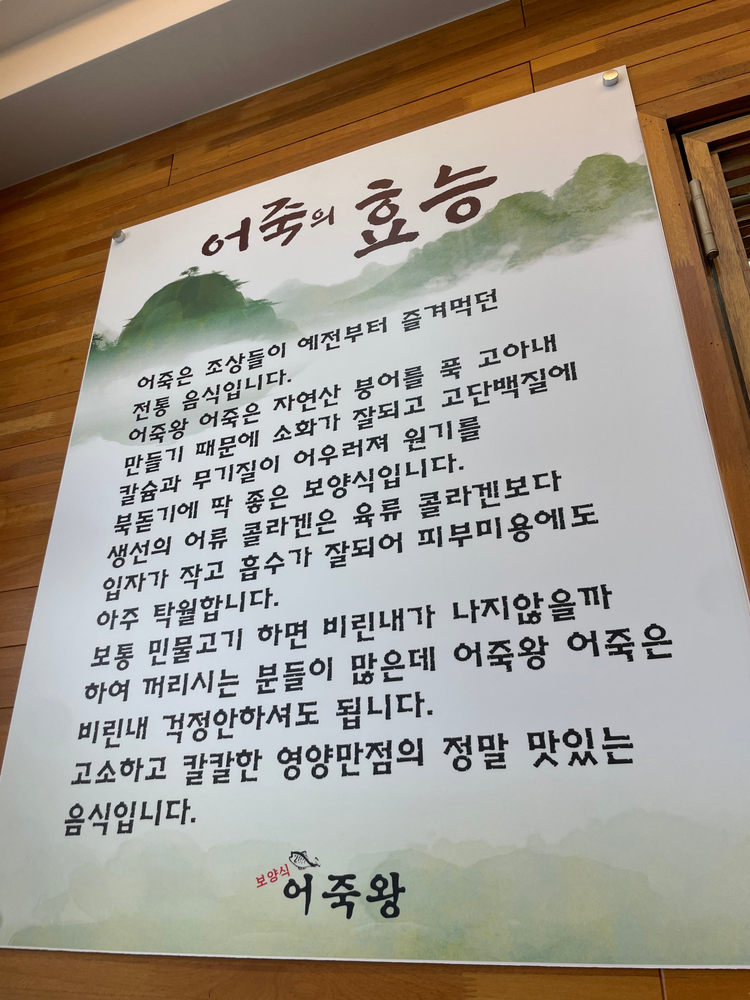 어죽의 효능
어죽은 조상들이 예전부터 즐겨먹던
전통 음식입니다.
어죽왕 어죽은 자연산 붕어를 푹 고아내
만들기 때문에 소화가 잘되고 고단백질에
칼슘과 무기질이 어우러져 원기를
북돋기에 딱 좋은 보양식입니다.
생선의 어류 콜라겐은 육류 콜라겐보다
입자가 작고 흡수가 잘되어 피부미용에도
아주 탁월합니다.
보통 민물고기 하면 비린내가 나지않을까
하여 꺼리시는 분들이 많은데 어죽왕 어죽은
비린내 걱정안하셔도 됩니다.
고소하고 칼칼한 영양만점의 정말 맛있는
음식입니다.
보양식 어죽왕